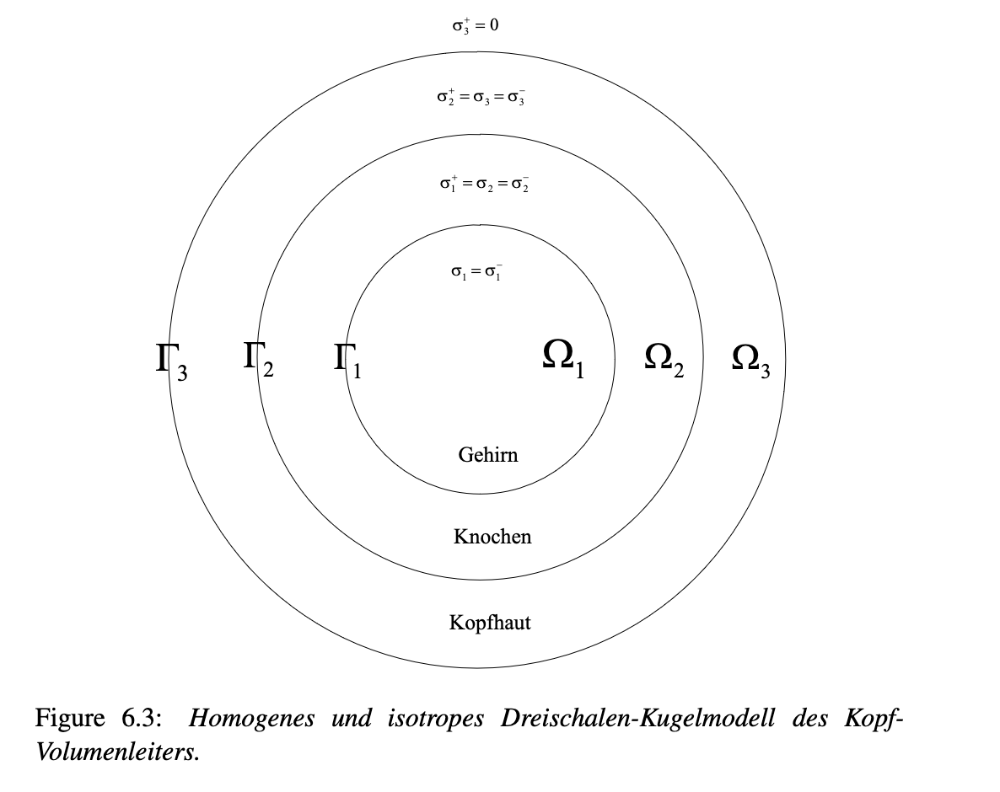 σ₃⁺ = 0
σ₂⁺ = σ₃ = σ₃⁻
σ₁⁺ = σ₂ = σ₂⁻
σ₁ = σ₁⁻
Γ₃ Γ₂ Γ₁ Ω₁ Ω₂ Ω₃
Gehirn
Knochen
Kopfhaut
Figure 6.3: Homogenes und isotropes Dreischalen-Kugelmodell des Kopf-
Volumenleiters.